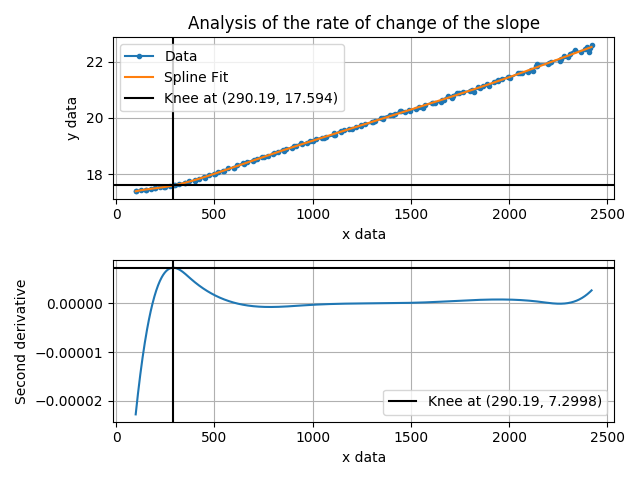 Analysis of the rate of change of the slope
Data
Spline Fit
Knee at (290.19, 17.594)
y data
22
20
18
0
500
1000
1500
2000
2500
x data
Second derivative
0.00000
−0.00001
−0.00002
Knee at (290.19, 7.2998)
0
500
1000
1500
2000
2500
x data